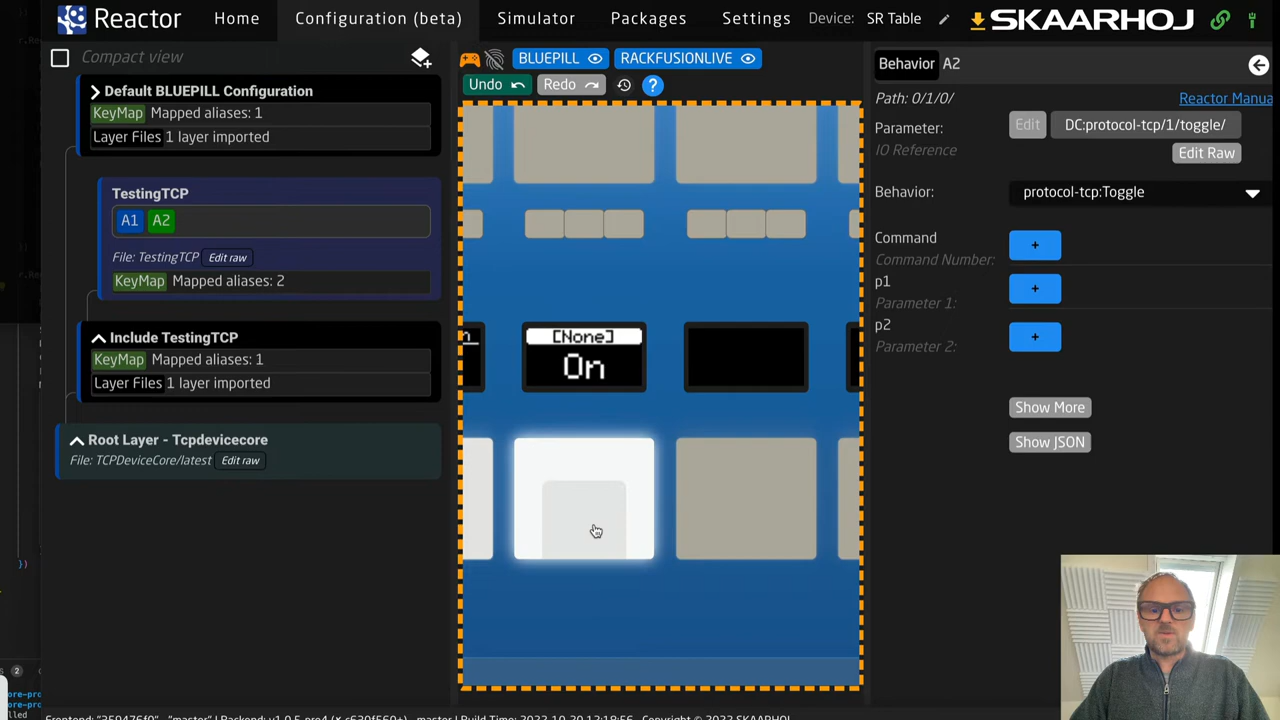 Reactor Home Configuration (beta) Simulator Packages Settings Device: SR Table SKAARHOJ
Compact view
Default BLUEPILL Configuration
KeyMap Mapped aliases: 1
Layer Files 1 layer imported
TestingTCP
A1 A2
File: TestingTCP Edit raw
KeyMap Mapped aliases: 2
Include TestingTCP
KeyMap Mapped aliases: 1
Layer Files 1 layer imported
Root Layer - Tcpdevicecore
File: TCPDeviceCore/latest Edit raw
BLUEPILL RACKFUSIONLIVE
Undo Redo ?
[None]
On
Behavior A2
Path: 0/1/0/ Reactor Manua
Parameter: Edit DC:protocol-tcp/1/toggle/
IO Reference Edit Raw
Behavior: protocol-tcp:Toggle
Command +
Command Number:
p1 +
Parameter 1:
p2 +
Parameter 2:
Show More
Show JSON
})
2
ore-pro